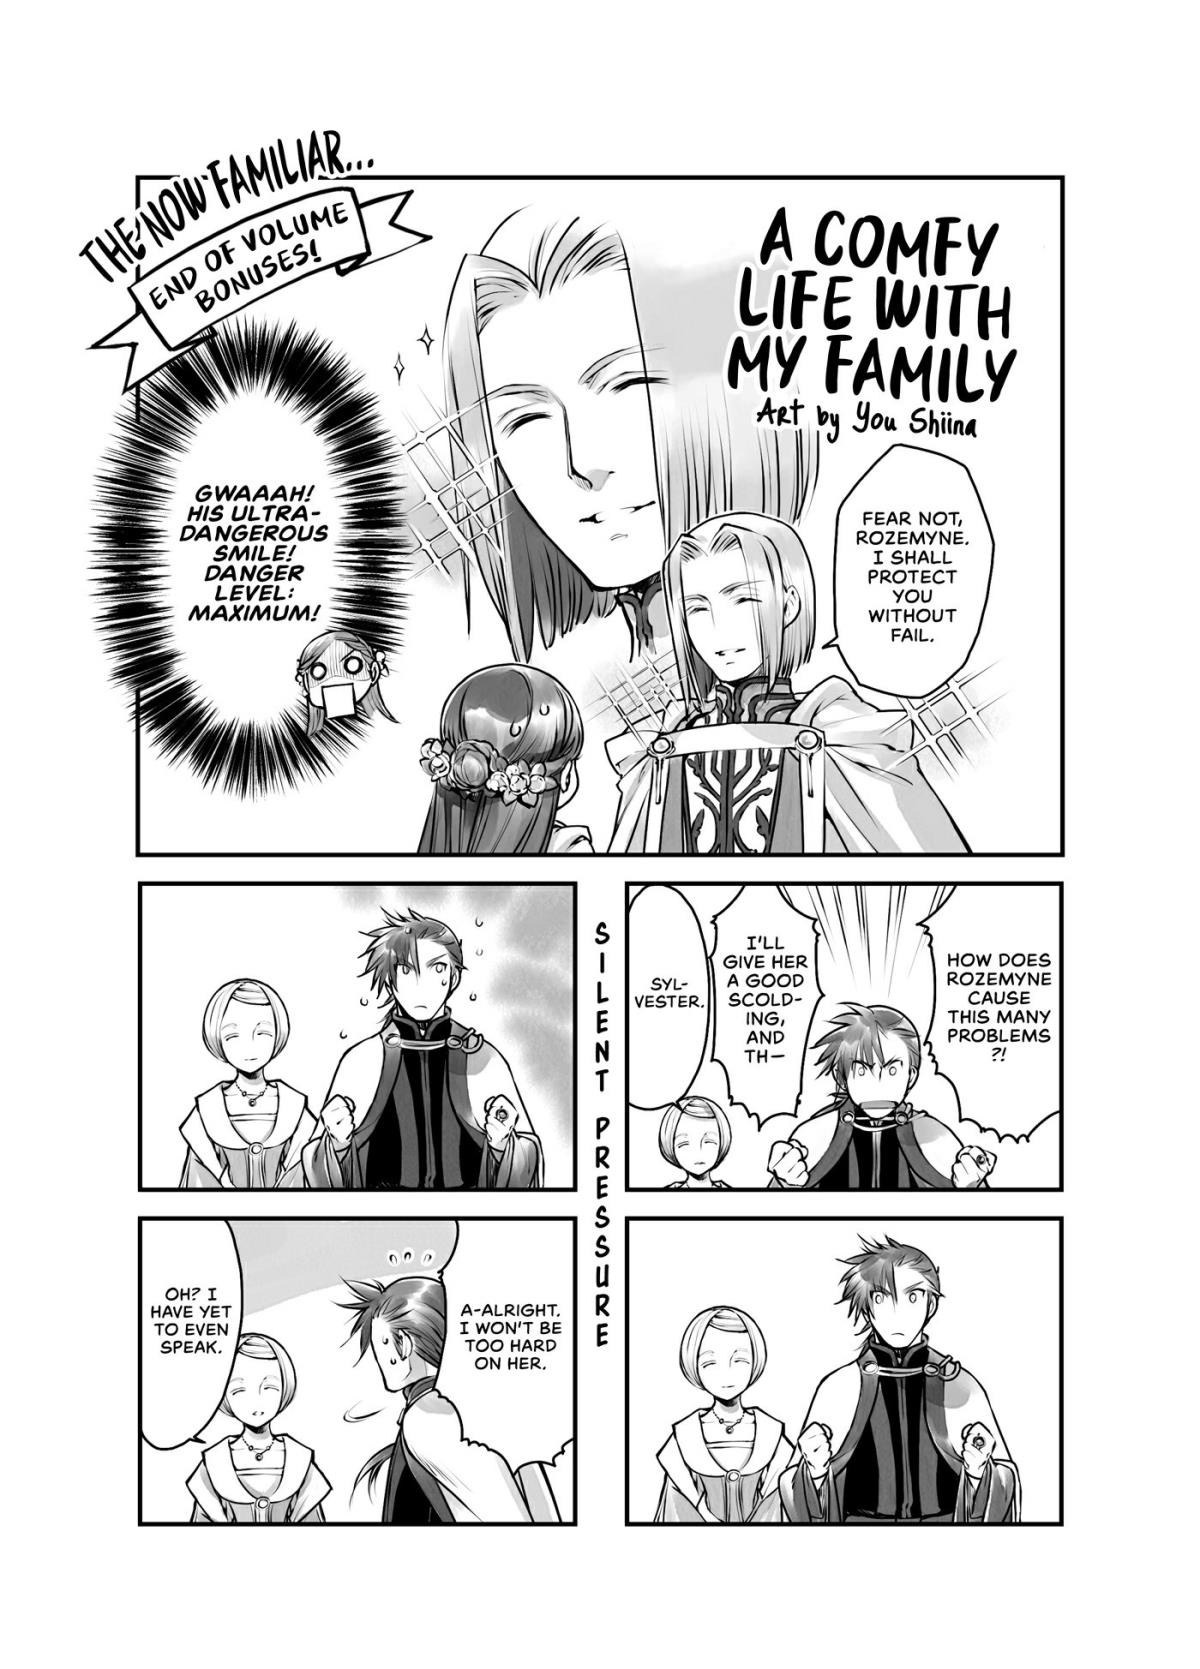 THE NOW FAMILIAR...
END OF VOLUME
BONUSES!
A COMFY
LIFE WITH
MY FAMILY
Art by You Shiina
FEAR NOT,
ROZEMYNE.
I SHALL
PROTECT
YOU
WITHOUT
FAIL.
GWAAAH!
HIS ULTRA-
DANGEROUS
SMILE!
DANGER
LEVEL:
MAXIMUM!
SILENT PRESSURE
HOW DOES
ROZEMYNE
CAUSE
THIS MANY
PROBLEMS
?!
I'LL
GIVE HER
A GOOD
SCOLD-
ING,
AND
TH—
SYL-
VESTER.
A-ALRIGHT.
I WON'T BE
TOO HARD
ON HER.
OH? I
HAVE YET
TO EVEN
SPEAK.